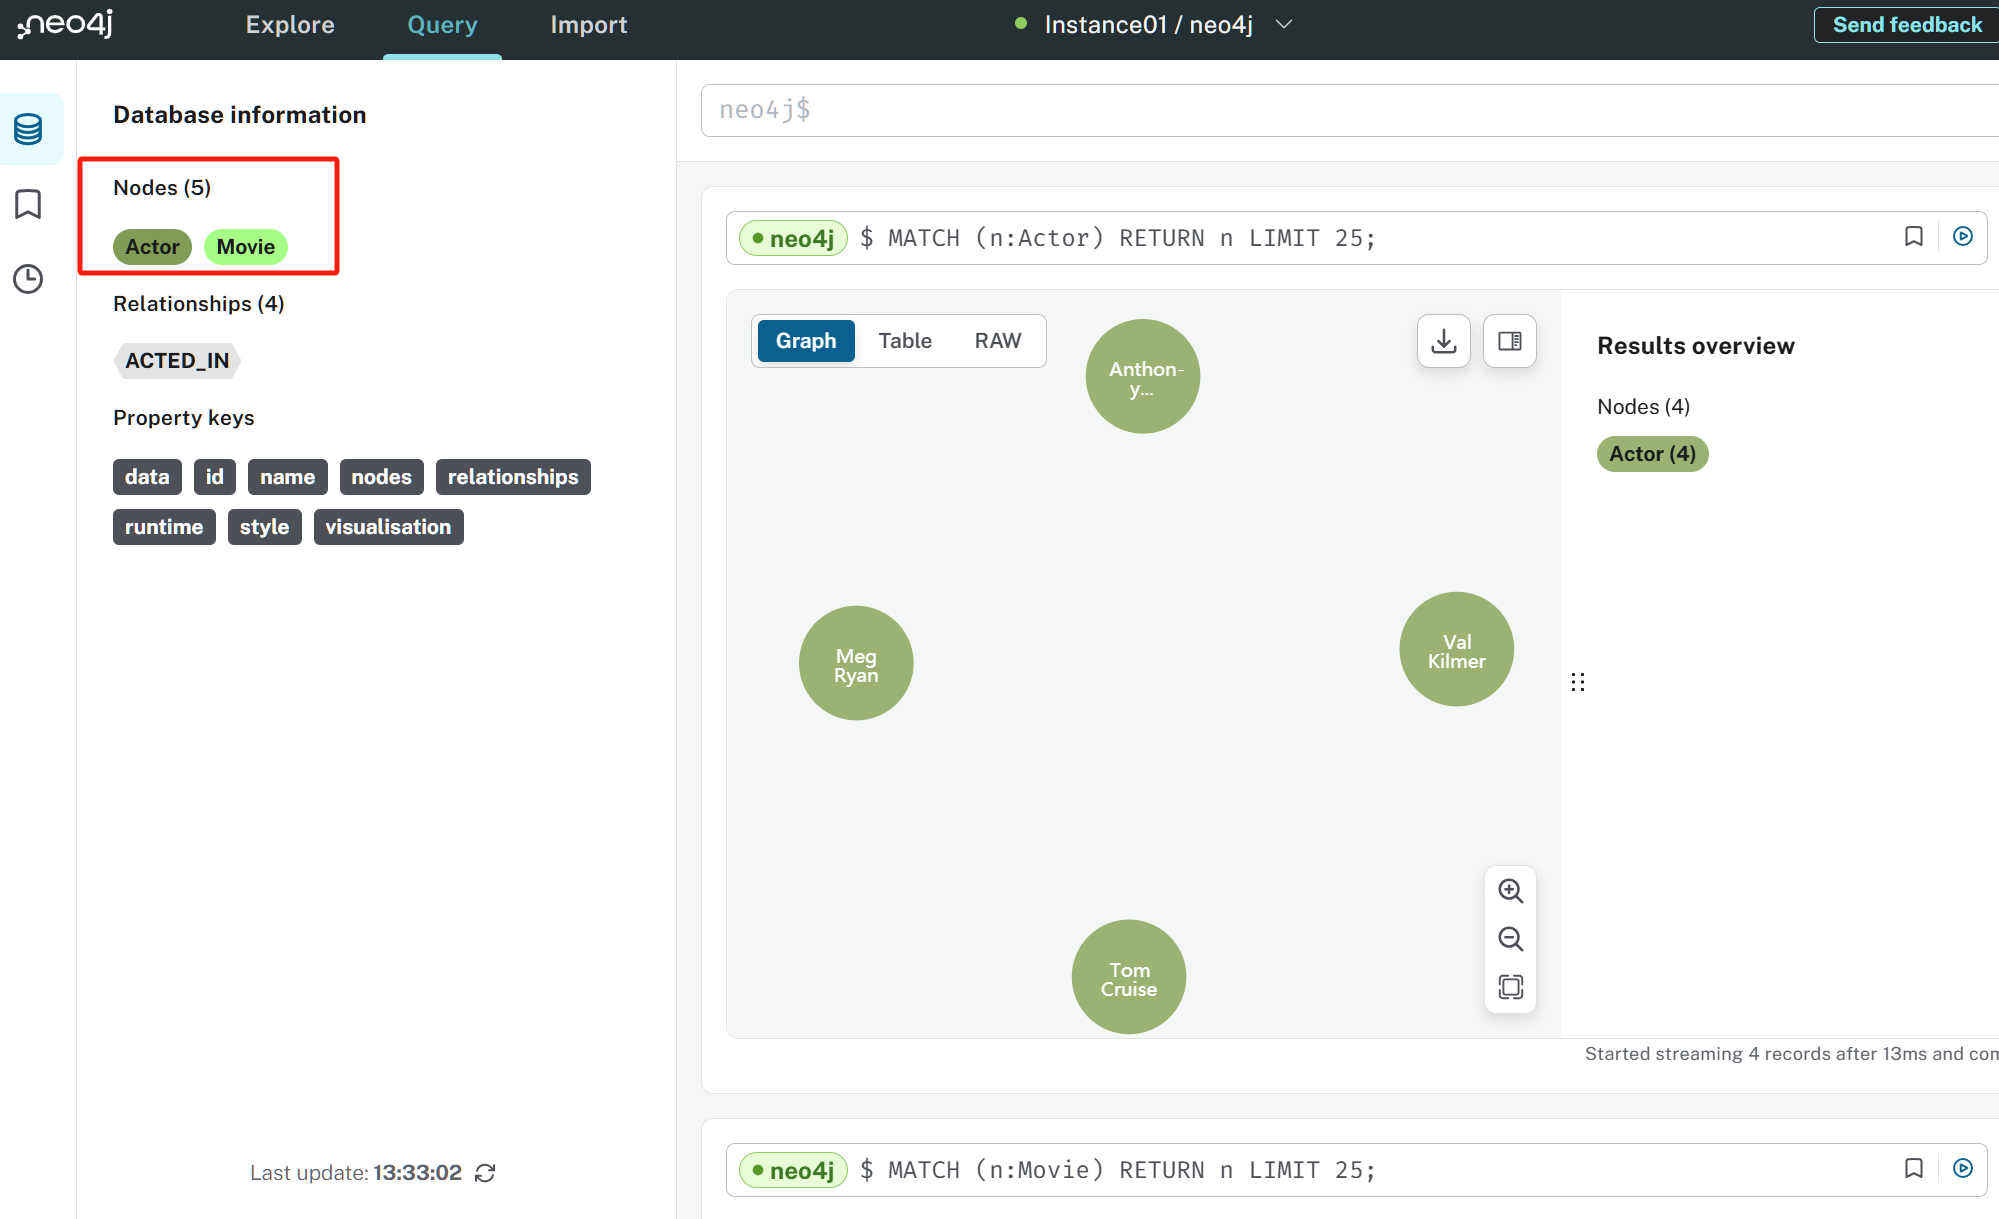 neo4j Explore Query Import Instance01 / neo4j Send feedback
Database information
Nodes (5)
Actor Movie
Relationships (4)
ACTED_IN
Property keys
data id name nodes relationships
runtime style visualisation
Last update: 13:33:02
neo4j$
neo4j $ MATCH (n:Actor) RETURN n LIMIT 25;
Graph Table RAW
Anthon-
y...
Meg
Ryan
Val
Kilmer
Tom
Cruise
Results overview
Nodes (4)
Actor (4)
Started streaming 4 records after 13ms and com
neo4j $ MATCH (n:Movie) RETURN n LIMIT 25;